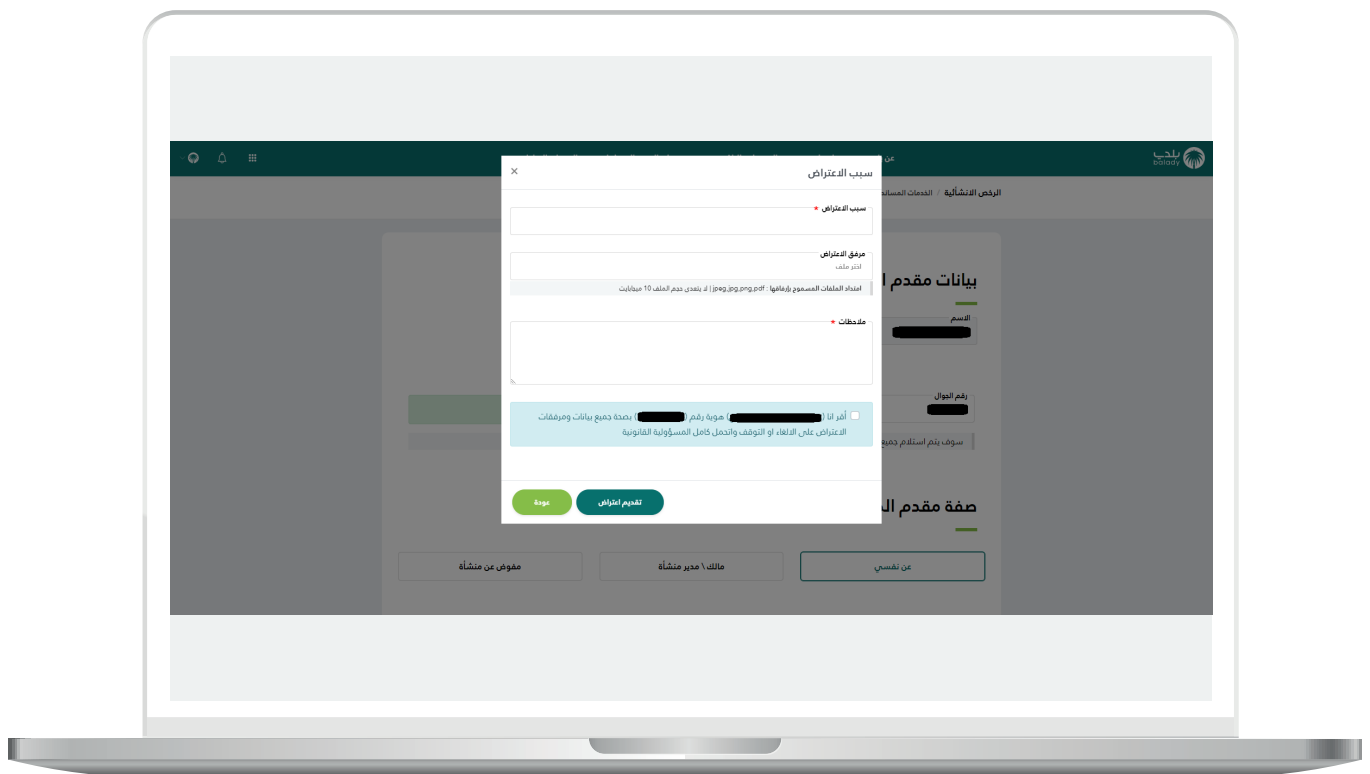 بلدي
balady
عن
الرخص الانشائية / الخدمات المساند
سبب الاعتراض
×
سبب الاعتراض *
مرفق الاعتراض
اختر ملف
امتداد الملفات المسموح بإرفاقها : jpeg,jpg,png,pdf | لا يتعدى حجم الملف 10 ميجابايت
ملاحظات *
أقر انا ( ) هوية رقم ( ) بصحة جميع بيانات ومرفقات
الاعتراض على الالغاء او التوقف واتحمل كامل المسؤولية القانونية
تقديم اعتراض
عودة
بيانات مقدم ا
الاسم
رقم الجوال
سوف يتم استلام جميع
صفة مقدم ال
عن نفسي
مالك \ مدير منشأة
مفوض عن منشأة